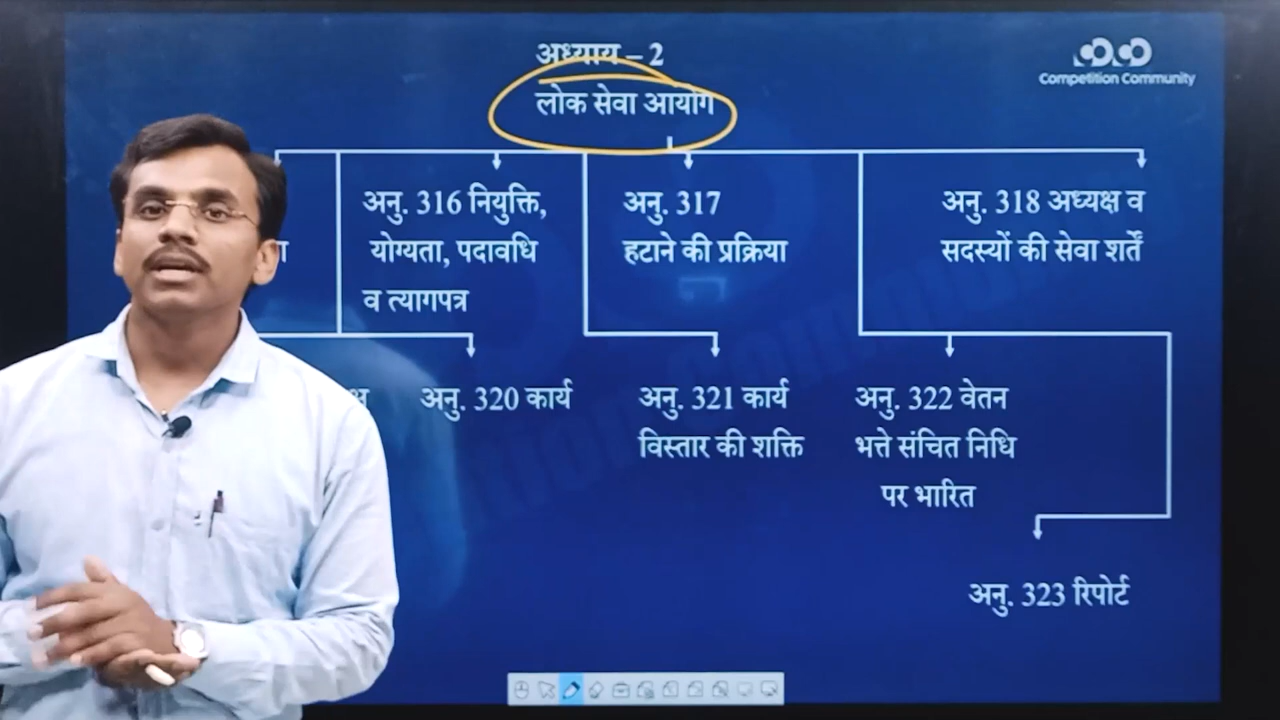 अध्याय – 2
लोक सेवा आयोग
Competition Community
अनु. 316 नियुक्ति,
योग्यता, पदावधि
व त्यागपत्र
अनु. 317
हटाने की प्रक्रिया
अनु. 318 अध्यक्ष व
सदस्यों की सेवा शर्तें
अनु. 320 कार्य
अनु. 321 कार्य
विस्तार की शक्ति
अनु. 322 वेतन
भत्ते संचित निधि
पर भारित
अनु. 323 रिपोर्ट